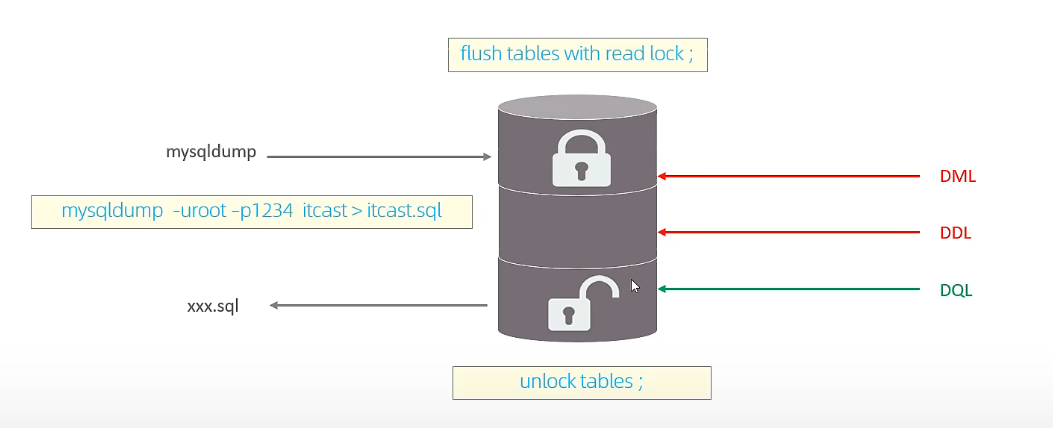 flush tables with read lock ;
mysqldump
DML
mysqldump -uroot –p1234 itcast > itcast.sql
DDL
DQL
xxx.sql
unlock tables ;